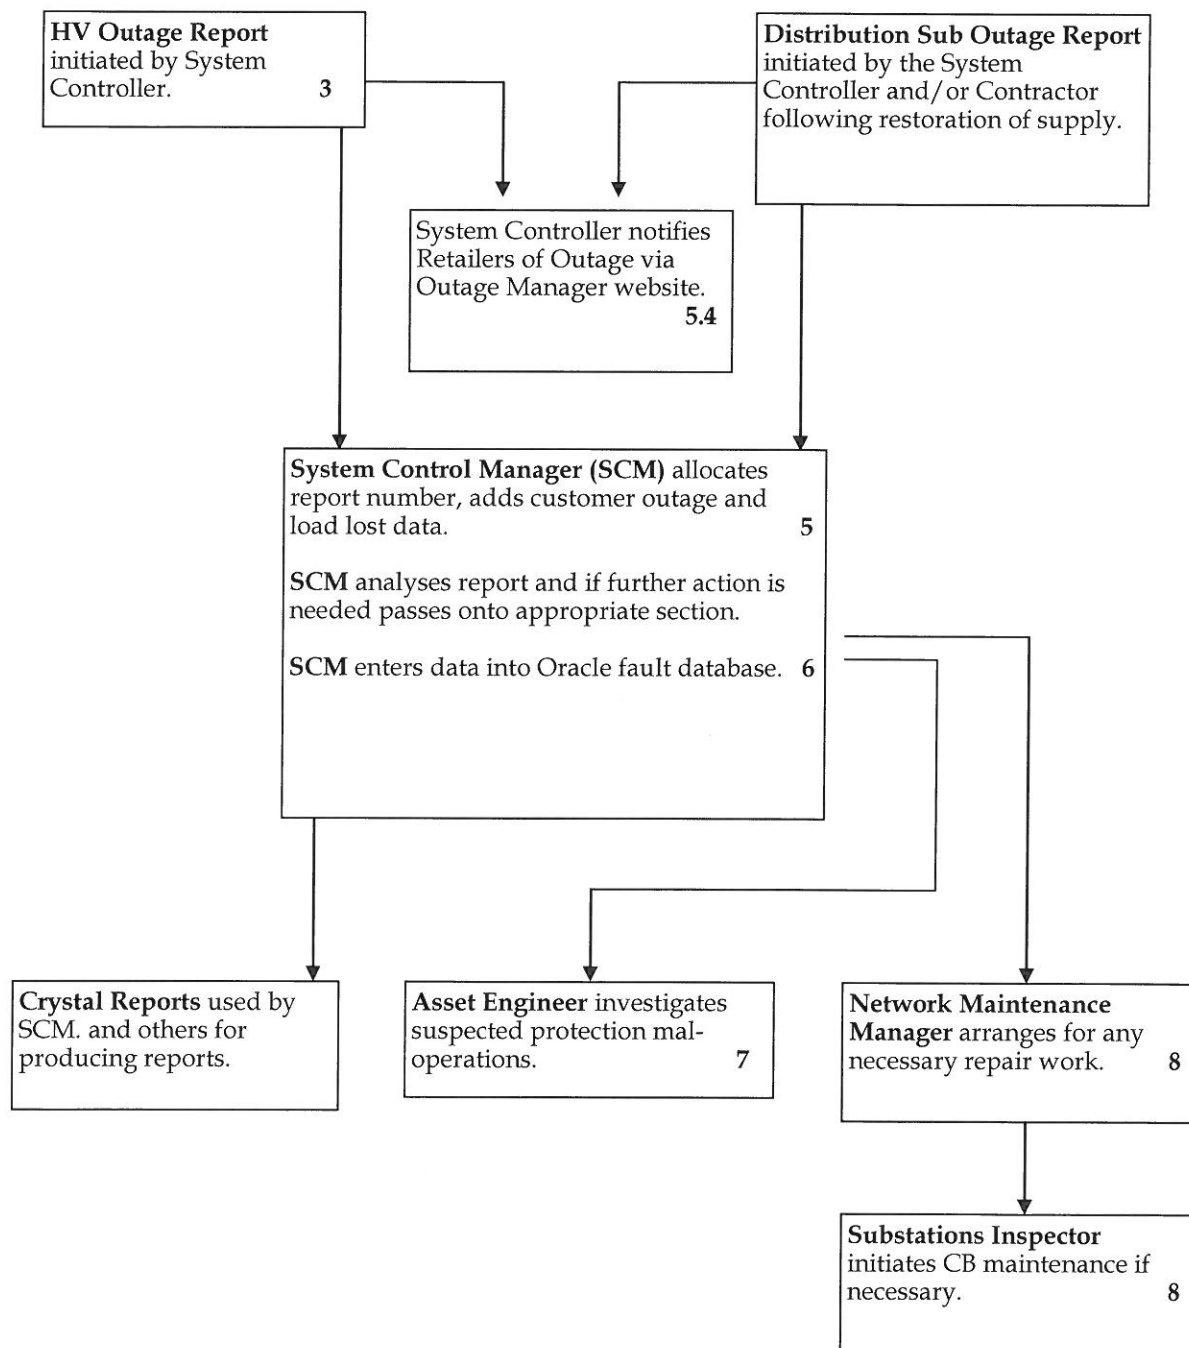 HV Outage Report
initiated by System
Controller. 3
Distribution Sub Outage Report
initiated by the System
Controller and/or Contractor
following restoration of supply.
System Controller notifies
Retailers of Outage via
Outage Manager website.
5.4
System Control Manager (SCM) allocates
report number, adds customer outage and
load lost data. 5
SCM analyses report and if further action is
needed passes onto appropriate section.
SCM enters data into Oracle fault database. 6
Crystal Reports used by
SCM. and others for
producing reports.
Asset Engineer investigates
suspected protection mal-
operations. 7
Network Maintenance
Manager arranges for any
necessary repair work. 8
Substations Inspector
initiates CB maintenance if
necessary. 8